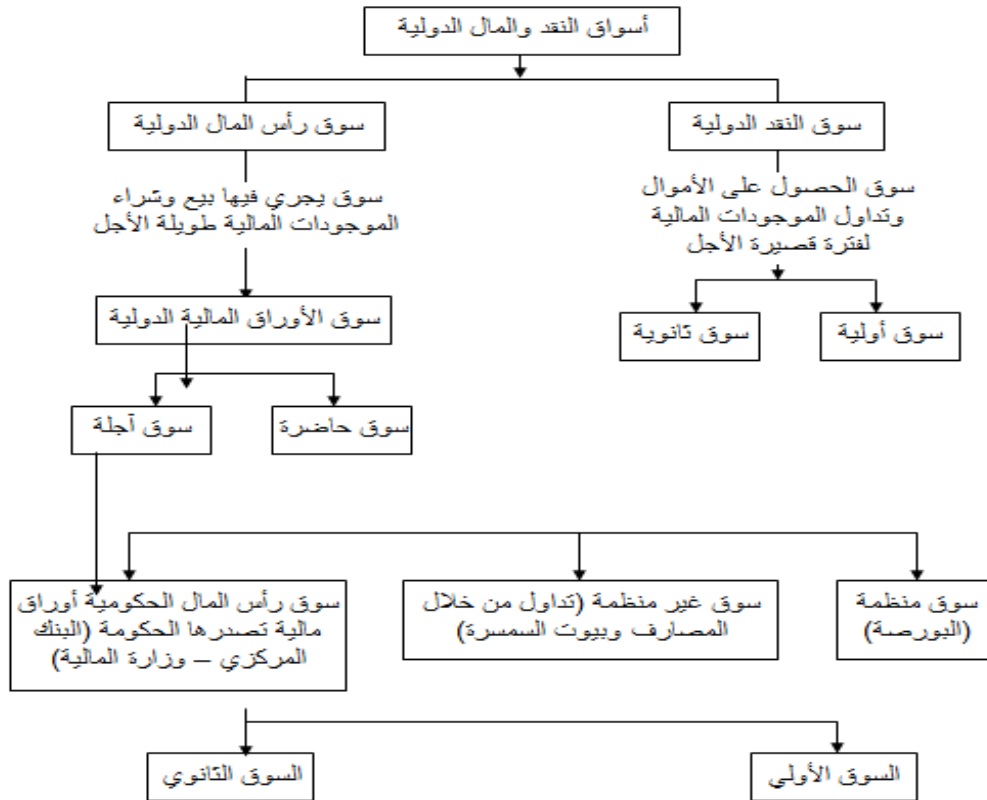 أسواق النقد والمال الدولية
سوق النقد الدولية
سوق رأس المال الدولية
سوق الحصول على الأموال
وتداول الموجودات المالية
لفترة قصيرة الأجل
سوق يجري فيها بيع وشراء
الموجودات المالية طويلة الأجل
سوق أولية
سوق ثانوية
سوق الأوراق المالية الدولية
سوق حاضرة
سوق آجلة
سوق منظمة
(البورصة)
سوق غير منظمة (تداول من خلال
المصارف وبيوت السمسرة)
سوق رأس المال الحكومية أوراق
مالية تصدرها الحكومة (البنك
المركزي – وزارة المالية)
السوق الأولي
السوق الثانوي